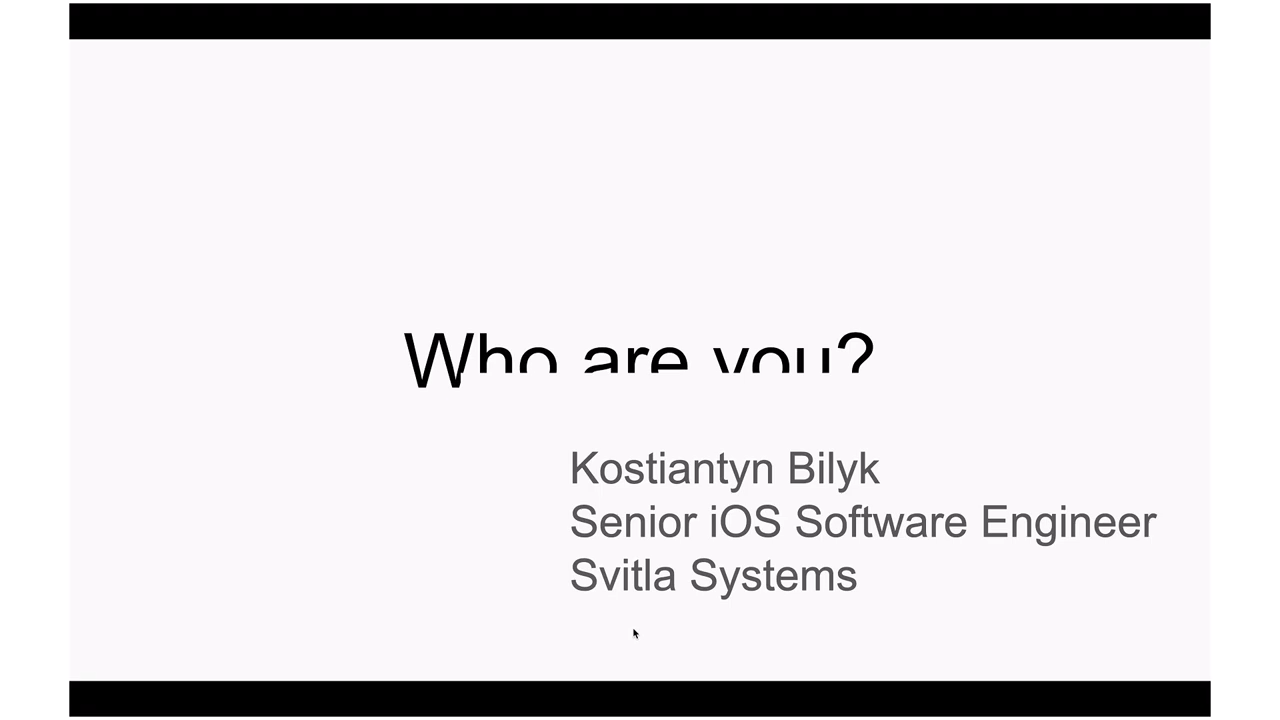 Who are you?
Kostiantyn Bilyk
Senior iOS Software Engineer
Svitla Systems